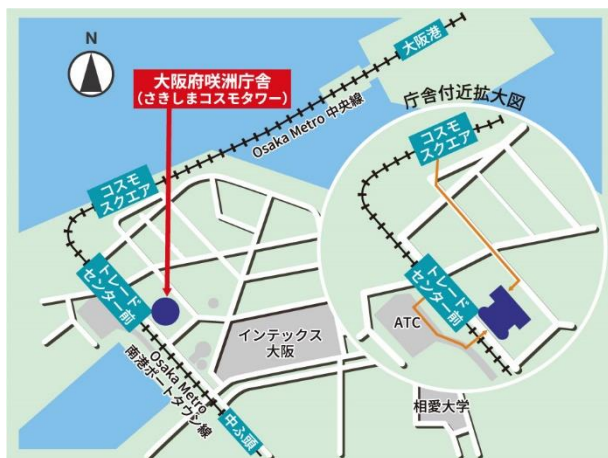 N
大阪府咲洲庁舎
(さきしまコスモタワー)
大阪港
Osaka Metro 中央線
庁舎付近拡大図
コスモ
スクエア
コスモ
スクエア
トレード
センター前
トレード
センター前
ATC
インテックス
大阪
Osaka Metro
南港ポートタウン線
中ふ頭
相愛大学